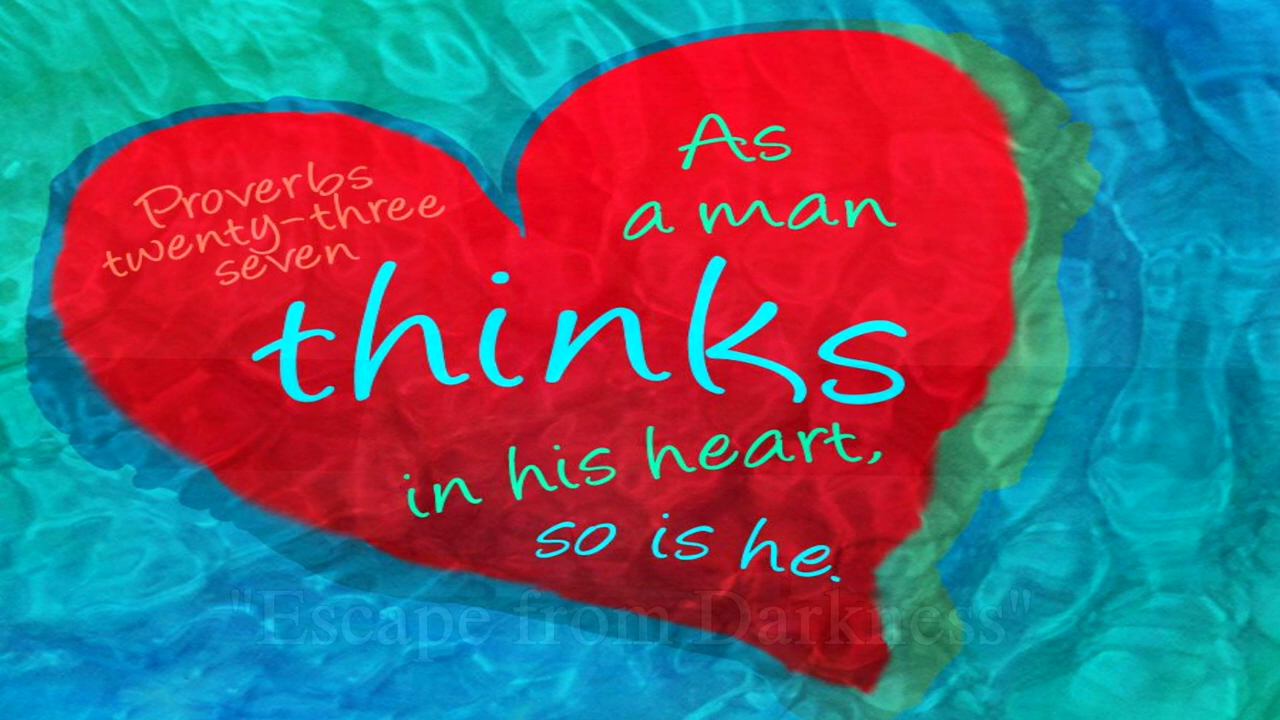 Proverbs
twenty-three
seven
As
a man
thinks
in his heart,
so is he.
"Escape from Darkness"